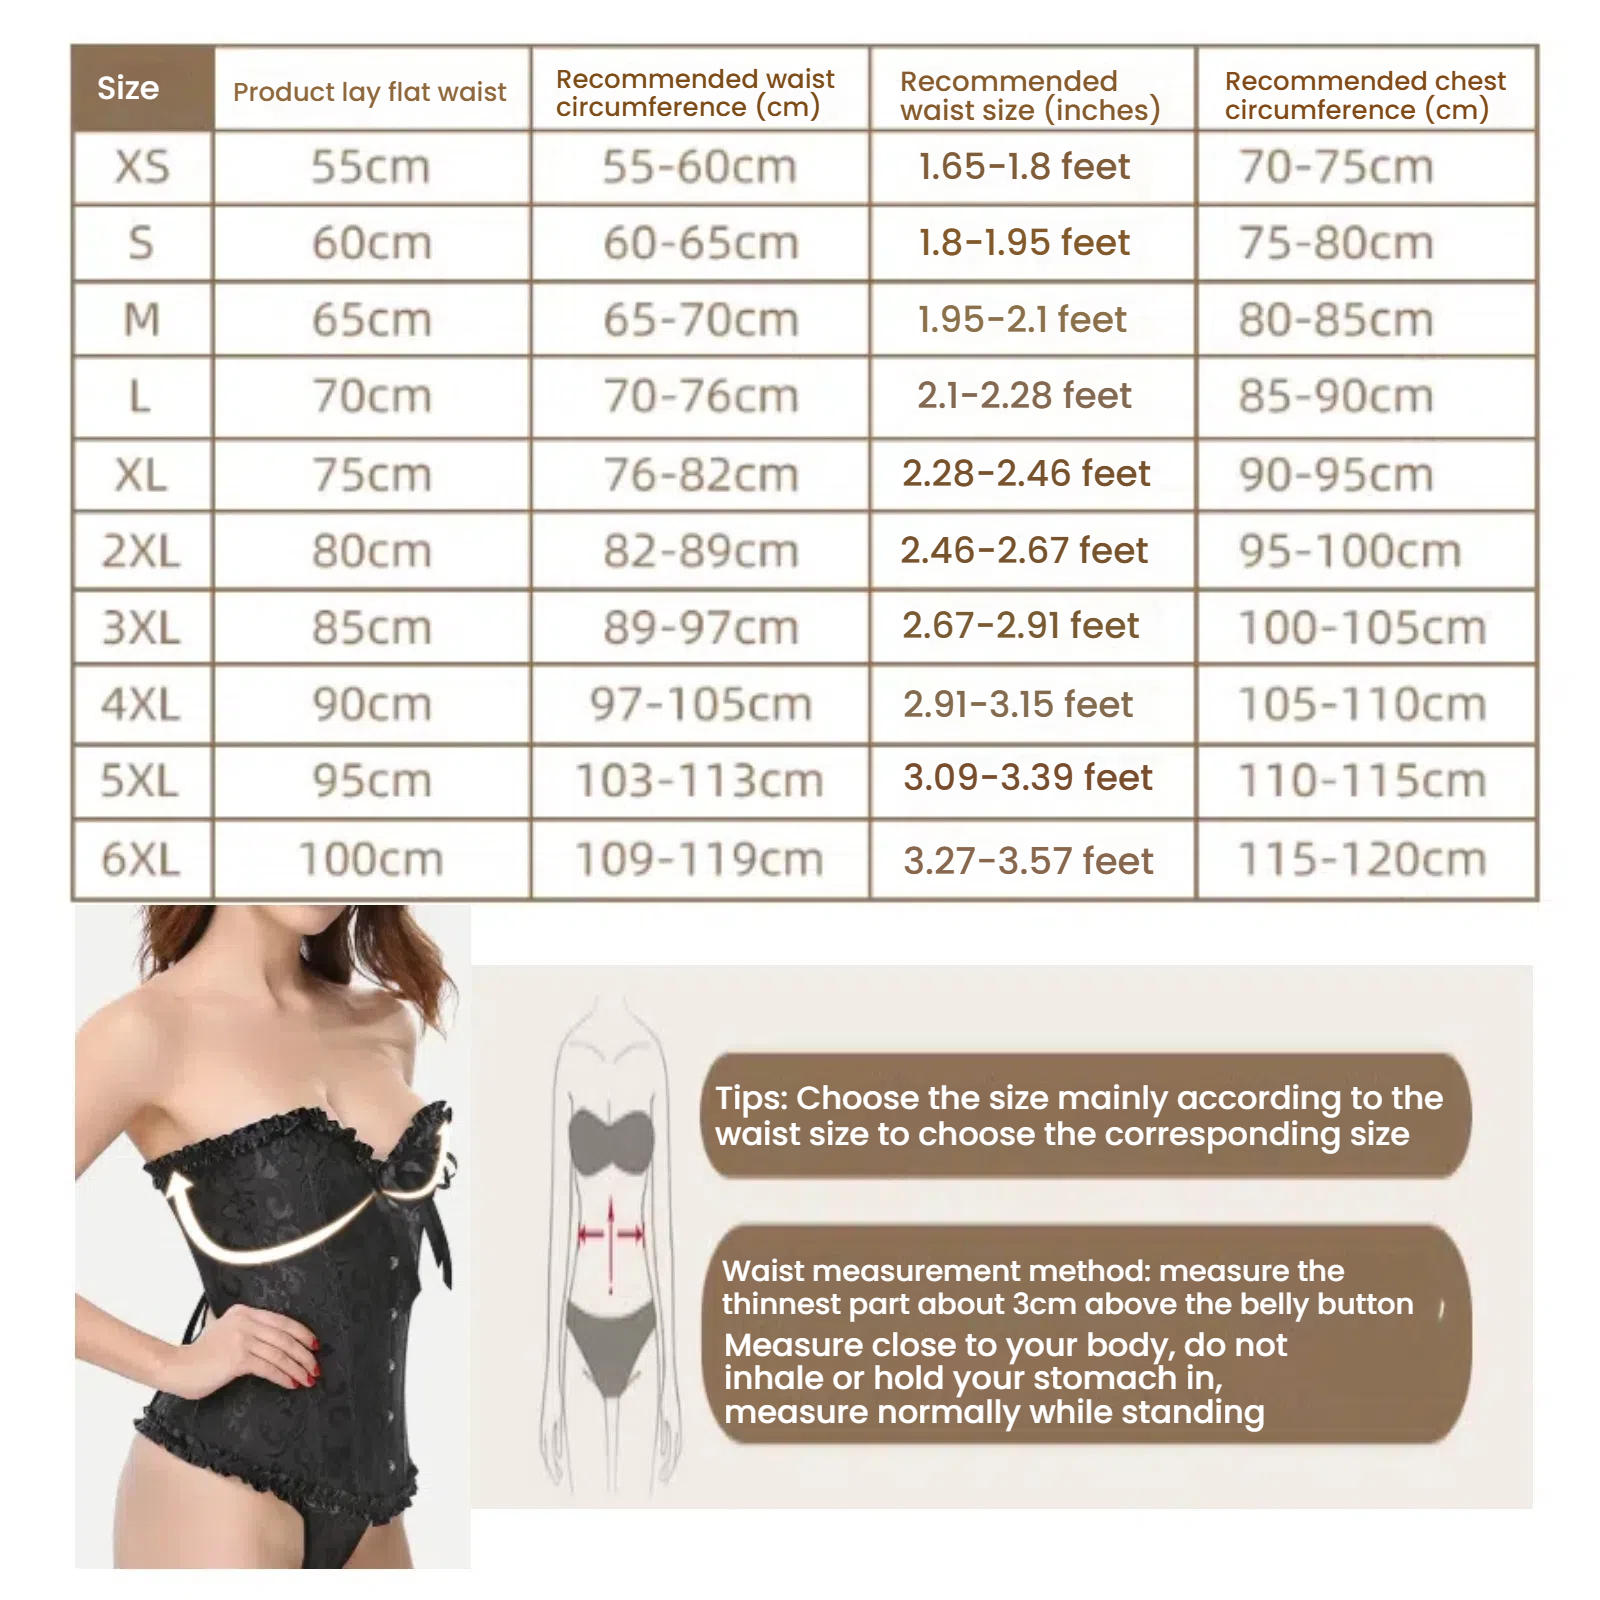 Size Product lay flat waist Recommended waist circumference (cm) Recommended waist size (inches) Recommended chest circumference (cm)
XS 55cm 55-60cm 1.65-1.8 feet 70-75cm
S 60cm 60-65cm 1.8-1.95 feet 75-80cm
M 65cm 65-70cm 1.95-2.1 feet 80-85cm
L 70cm 70-76cm 2.1-2.28 feet 85-90cm
XL 75cm 76-82cm 2.28-2.46 feet 90-95cm
2XL 80cm 82-89cm 2.46-2.67 feet 95-100cm
3XL 85cm 89-97cm 2.67-2.91 feet 100-105cm
4XL 90cm 97-105cm 2.91-3.15 feet 105-110cm
5XL 95cm 103-113cm 3.09-3.39 feet 110-115cm
6XL 100cm 109-119cm 3.27-3.57 feet 115-120cm
Tips: Choose the size mainly according to the
waist size to choose the corresponding size
Waist measurement method: measure the
thinnest part about 3cm above the belly button
Measure close to your body, do not
inhale or hold your stomach in,
measure normally while standing